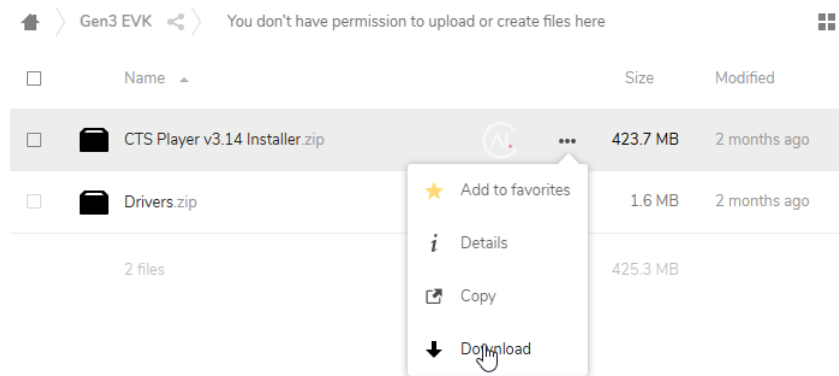 Gen3 EVK You don't have permission to upload or create files here
Name Size Modified
CTS Player v3.14 Installer.zip 423.7 MB 2 months ago
Add to favorites
Drivers.zip 1.6 MB 2 months ago
Details
2 files 425.3 MB
Copy
Download